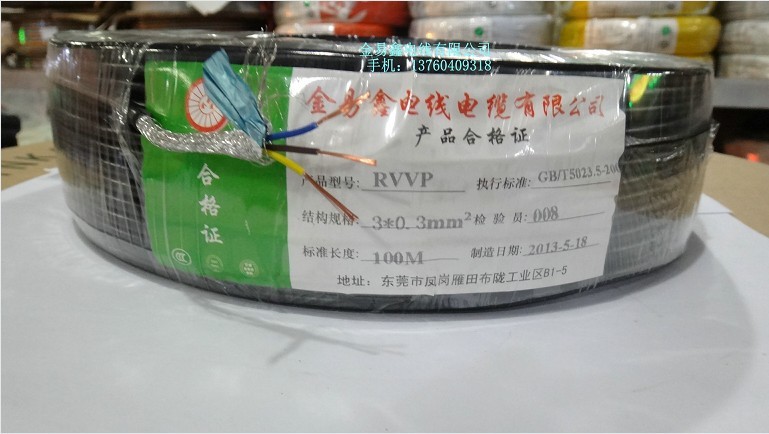 金易鑫电线有限公司
手机: 13760409318
金易鑫电线电缆有限公司
产品合格证
合格证
产品型号: RVVP 执行标准: GB/T5023.5-200
结构规格: 3*0.3mm² 检验员: 008
标准长度: 100M 制造日期: 2013-5-18
地址: 东莞市凤岗雁田布陇工业区B1-5